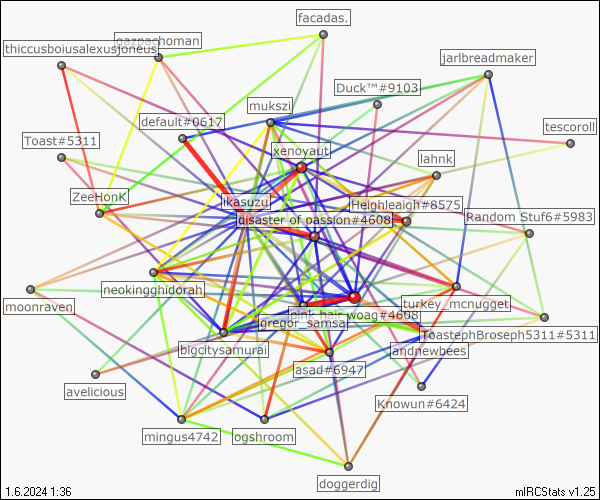 facadas.
gazpachoman
thiccusboiusalexusjoneus
jarlbreadmaker
Duck™#9103
mukszi
default#0617
tescoroll
Toast#5311
xenoyaut
lahnk
ZeeHonK
ikasuzu
Heighleaigh#8575
disaster of passion#4608
Random Stuf6#5983
neokingghidorah
moonraven
turkey_mcnugget
pink hair woag#4608
gregor_samsa
ToastephBroseph5311#5311
bigcitysamurai
andnewbees
asad#6947
avelicious
Knowun#6424
mingus4742
ogshroom
doggerdig
1.6.2024 1:36
mIRCStats v1.25